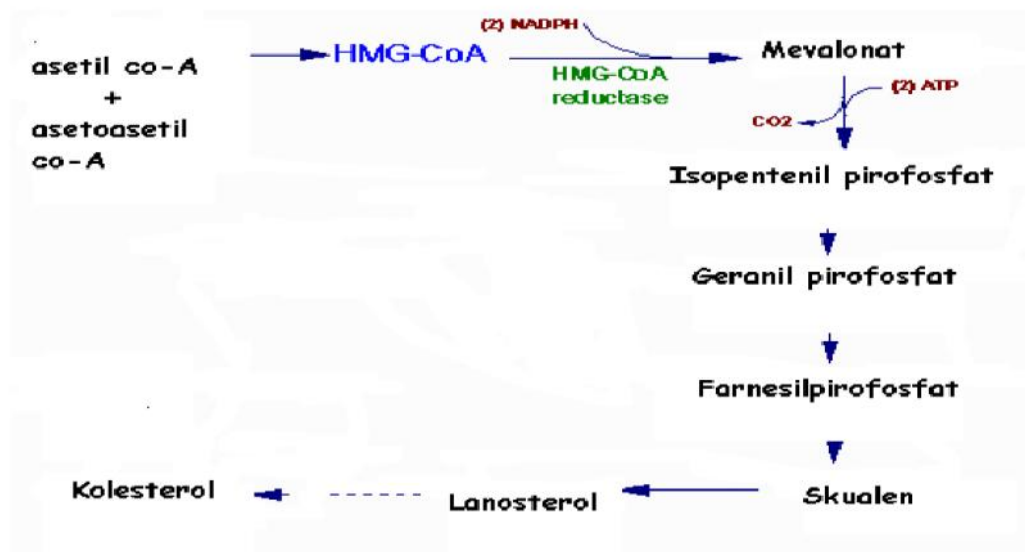 asetil co-A
+
asetoasetil
co-A
HMG-CoA
(2) NADPH
HMG-CoA
reductase
Mevalonat
(2) ATP
CO2
Isopentenil pirofosfat
Geranil pirofosfat
Farnesilpirofosfat
Skualen
Lanosterol
Kolesterol